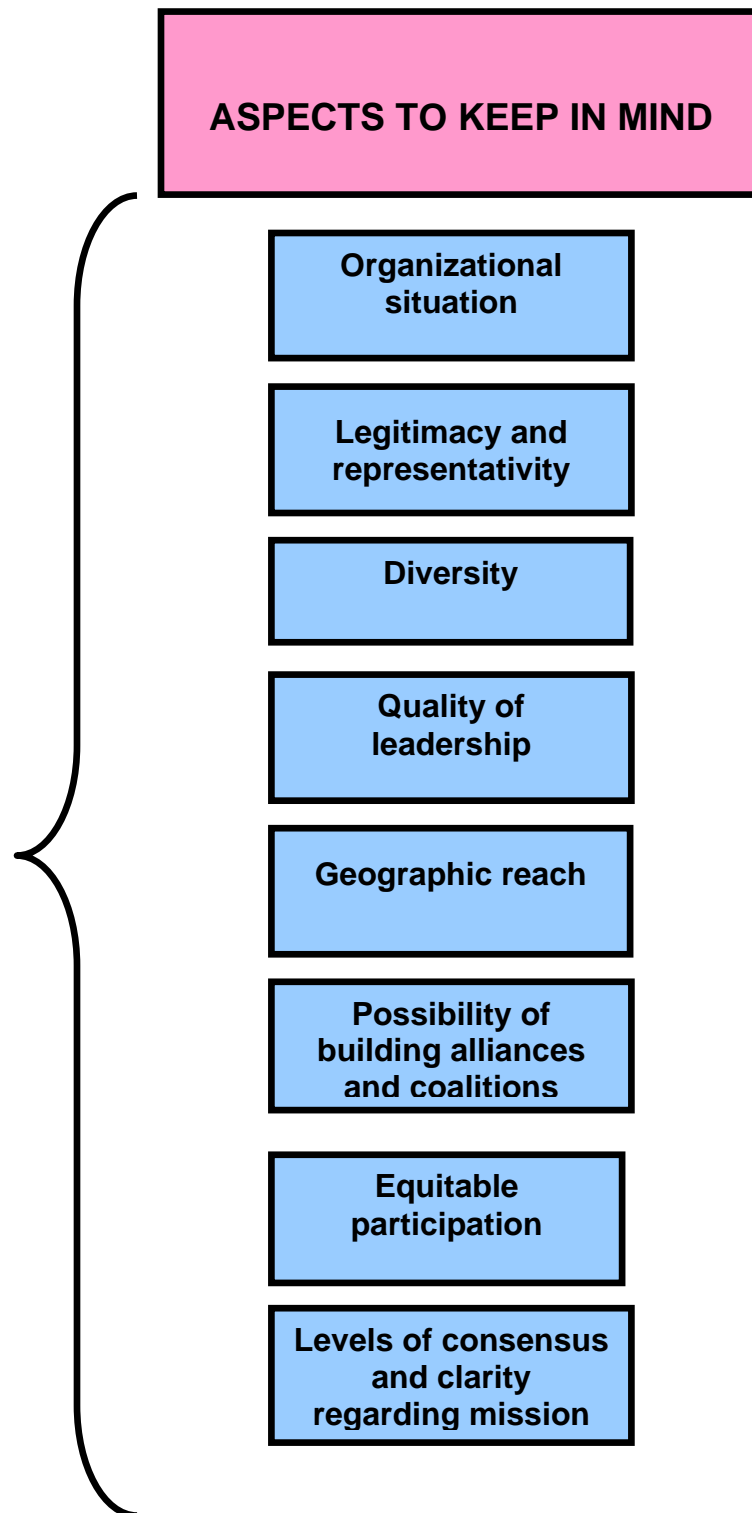 ASPECTS TO KEEP IN MIND
Organizational
situation
Legitimacy and
representativity
Diversity
Quality of
leadership
Geographic reach
Possibility of
building alliances
and coalitions
Equitable
participation
Levels of consensus
and clarity
regarding mission